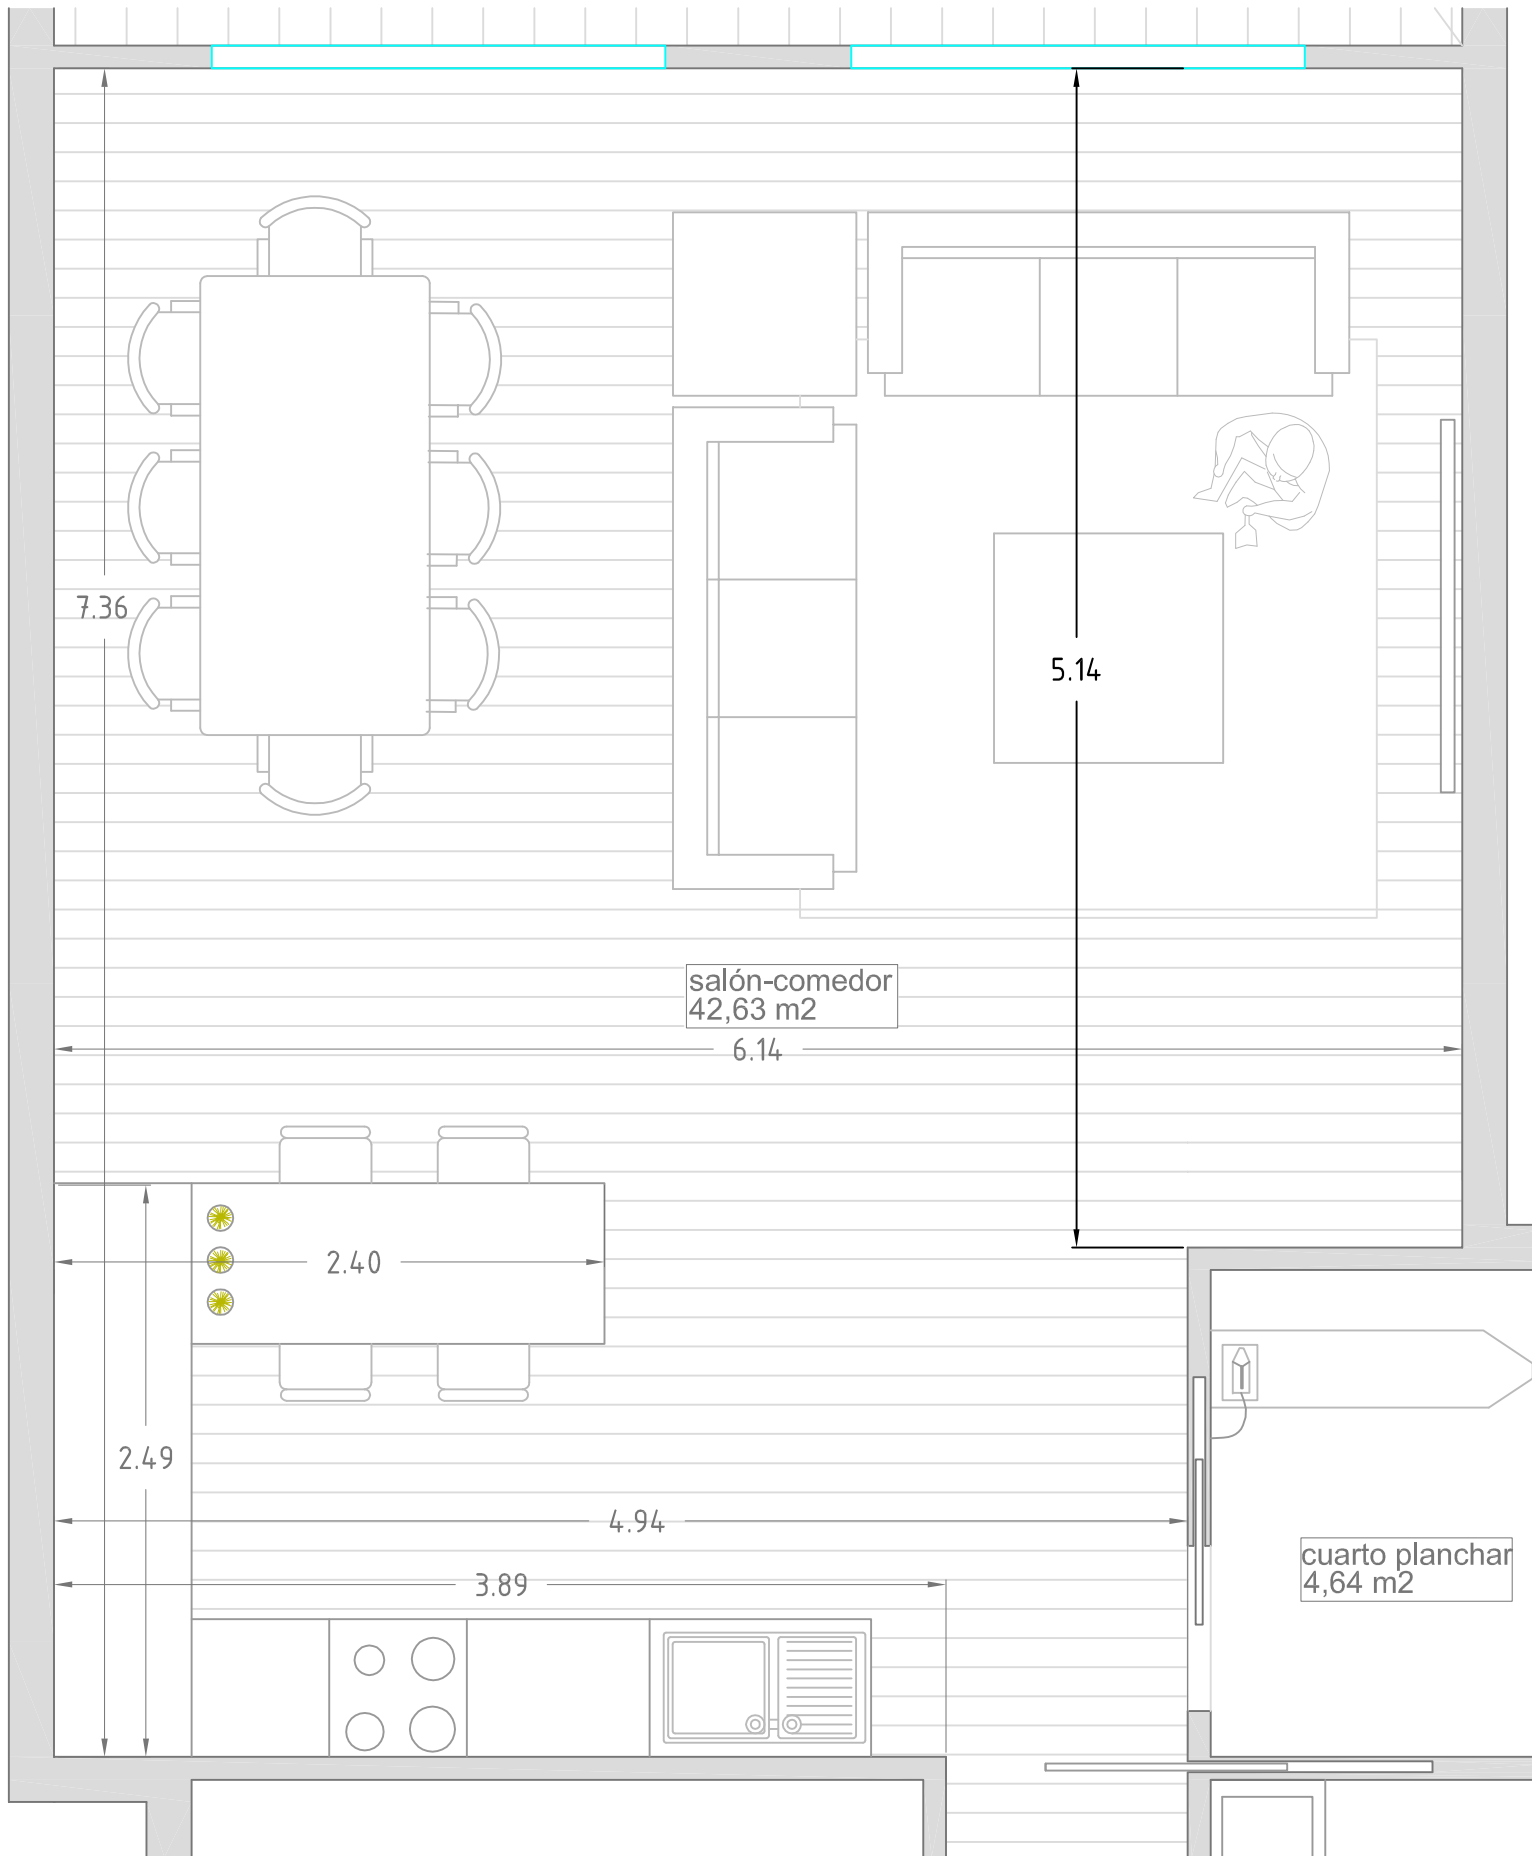 7.36
5.14
salón-comedor
42,63 m2
6.14
2.40
2.49
4.94
cuarto planchar
4,64 m2
3.89